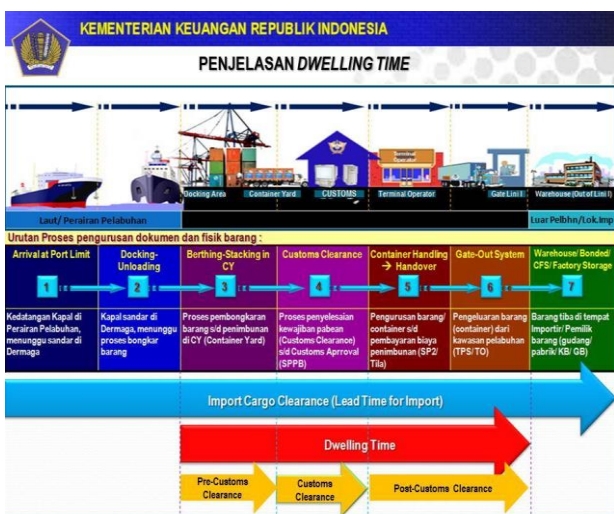 KEMENTERIAN KEUANGAN REPUBLIK INDONESIA
PENJELASAN DWELLING TIME
Docking Area
Container Yard
CUSTOMS
Terminal Operator
Terminal Operator
Gate Lini I
Warehouse (Out of Lini I)
Laut/ Perairan Pelabuhan
Luar Pelbhn/Lok.Imp
Urutan Proses pengurusan dokumen dan fisik barang :
Arrival at Port Limit
1
Kedatangan Kapal di
Perairan Pelabuhan,
menunggu sandar di
Dermaga
Docking-
Unloading
2
Kapal sandar di
Dermaga, menunggu
proses bongkar
barang
Berthing-Stacking in
CY
3
Proses pembongkaran
barang s/d penimbunan
di CY (Container Yard)
Customs Clearance
4
Proses penyelesaian
kewajiban pabean
(Customs Clearance)
s/d Customs Aprroval
(SPPB)
Container Handling
→ Handover
5
Pengurusan barang/
container s/d
pembayaran biaya
penimbunan (SP2/
Tila)
Gate-Out System
6
Pengeluaran barang
(container) dari
kawasan pelabuhan
(TPS/TO)
Warehouse/ Bonded/
CFS/ Factory Storage
7
Barang tiba di tempat
Importir/ Pemilik
barang (gudang/
pabrik/ KB/ GB)
Import Cargo Clearance (Lead Time for Import)
Dwelling Time
Pre-Customs
Clearance
Customs
Clearance
Post-Customs Clearance